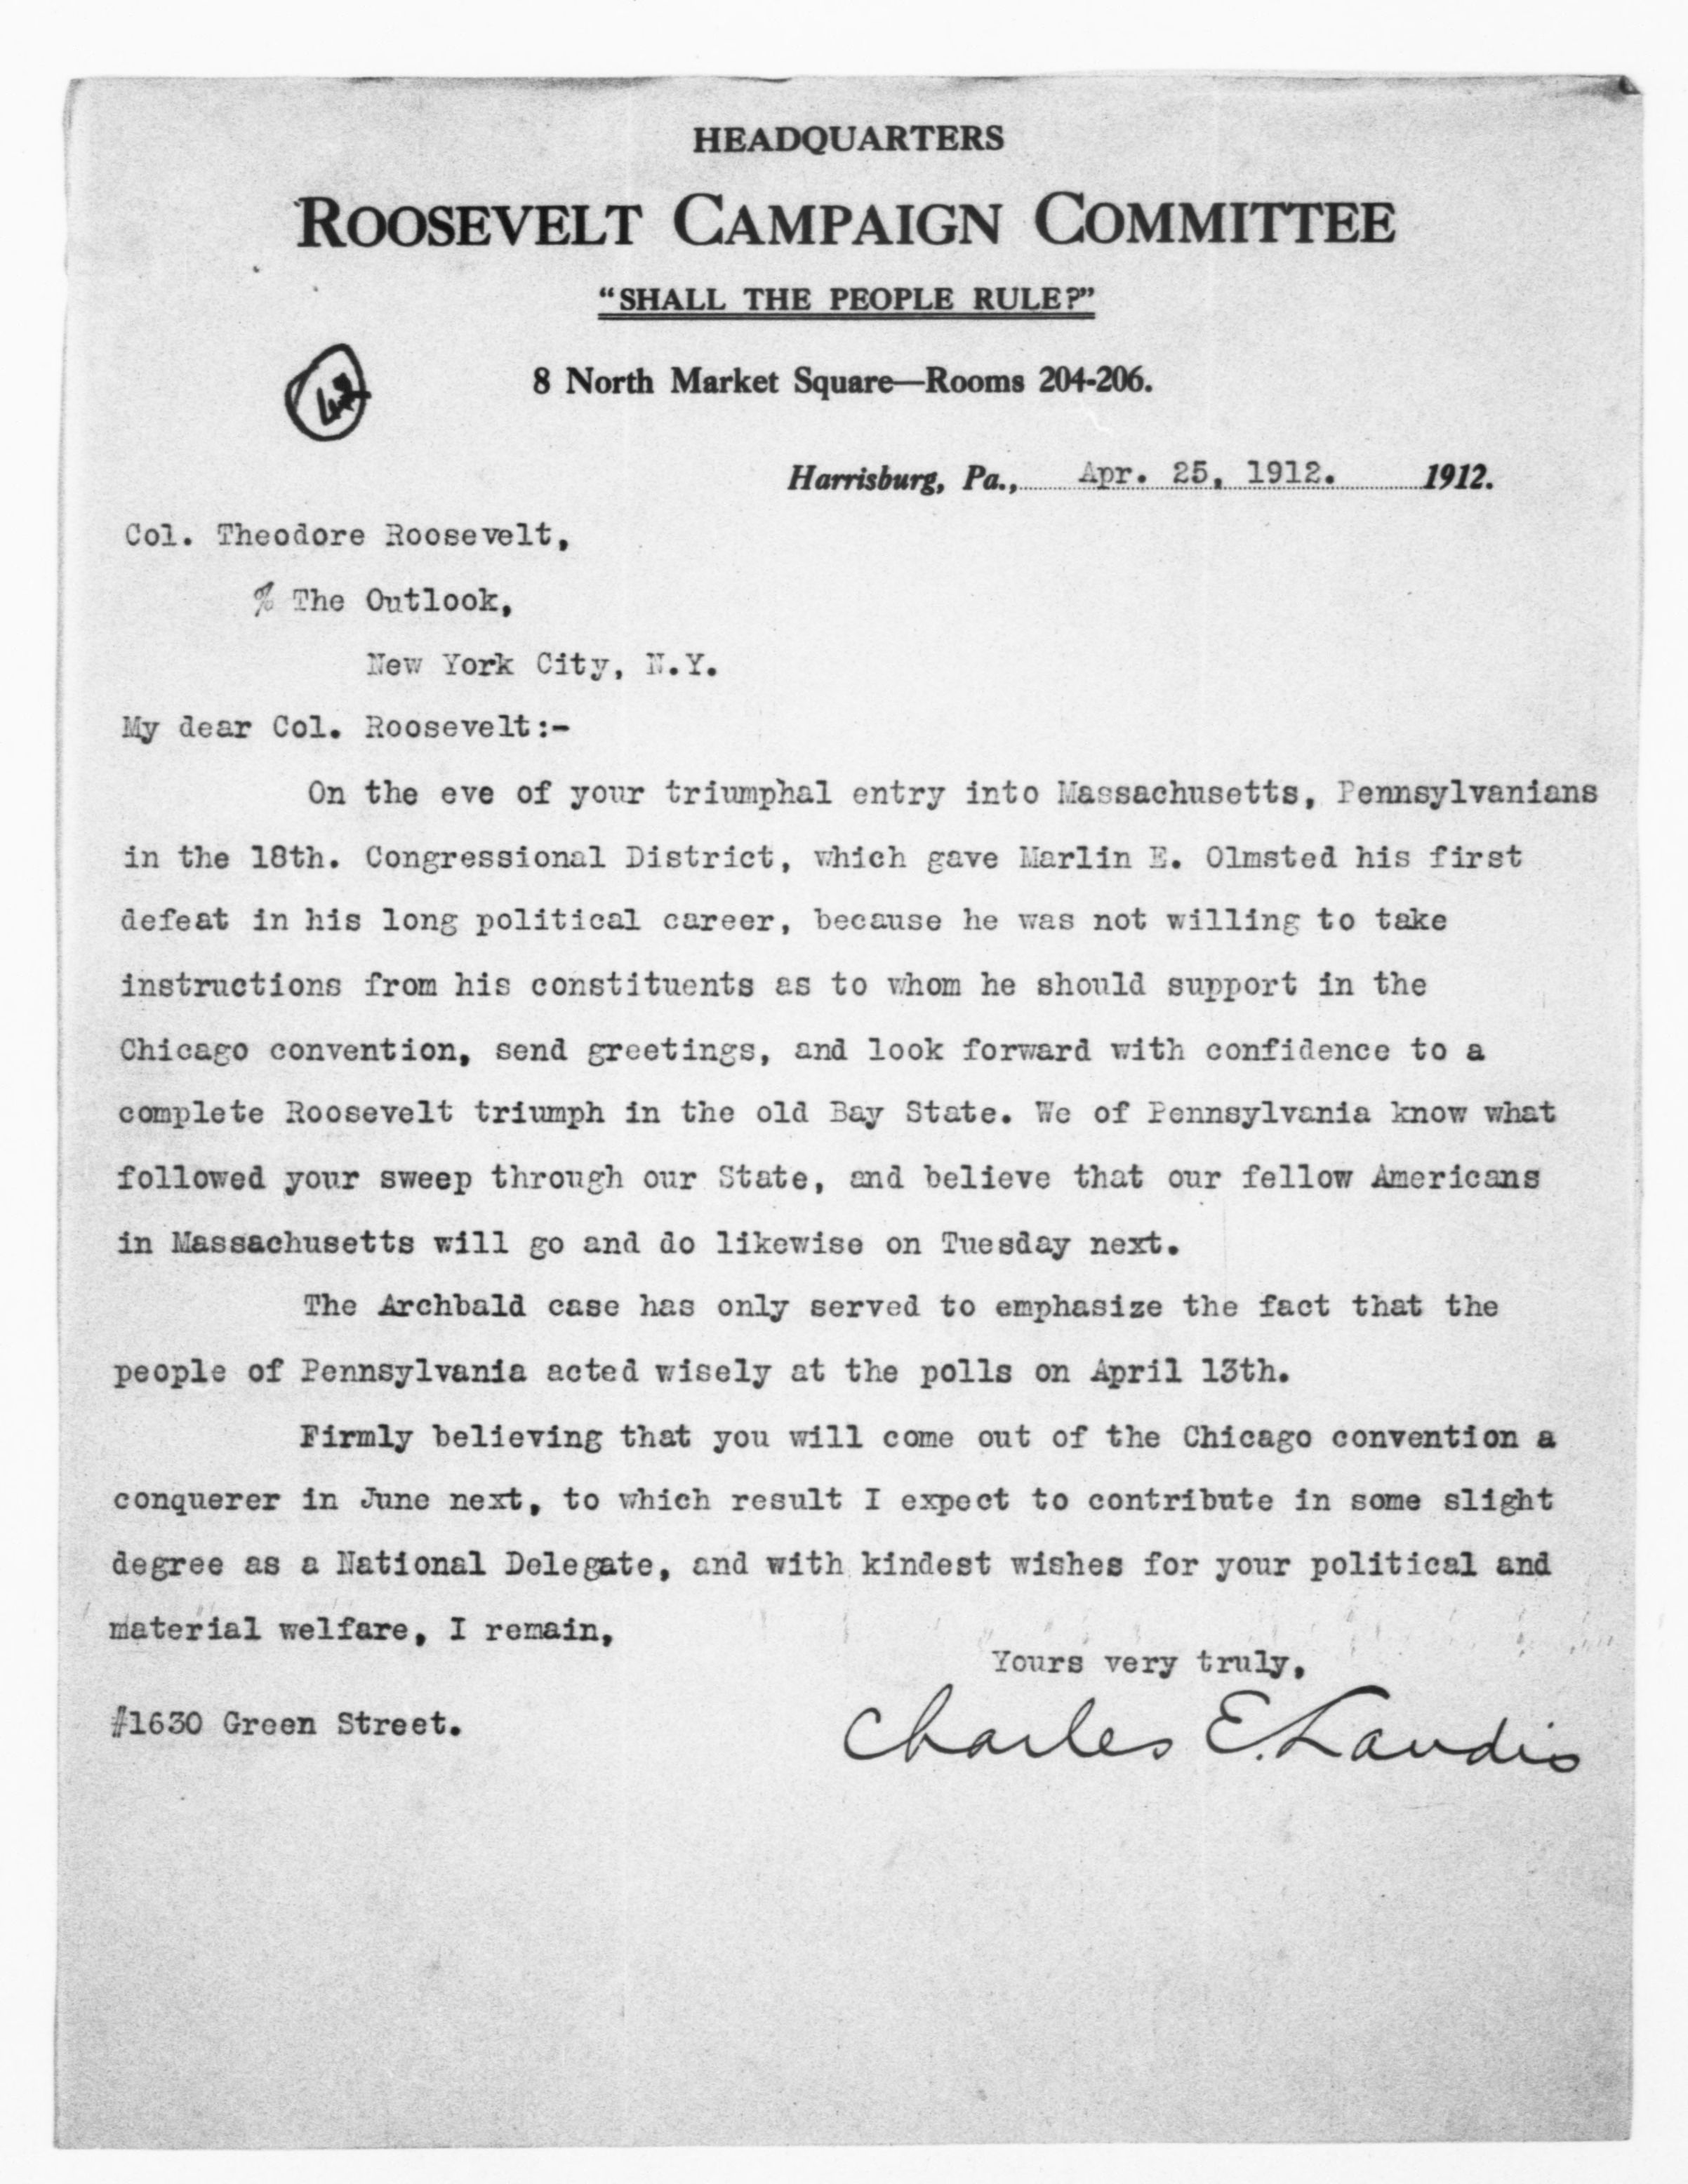 HEADQUARTERS
ROOSEVELT CAMPAIGN COMMITTEE
"SHALL THE PEOPLE RULE?"
8 North Market Square—Rooms 204-206.
Harrisburg, Pa., Apr. 25, 1912. 1912.
Col. Theodore Roosevelt,
% The Outlook,
New York City, N.Y.
My dear Col. Roosevelt:-
On the eve of your triumphal entry into Massachusetts, Pennsylvanians
in the 18th. Congressional District, which gave Marlin E. Olmsted his first
defeat in his long political career, because he was not willing to take
instructions from his constituents as to whom he should support in the
Chicago convention, send greetings, and look forward with confidence to a
complete Roosevelt triumph in the old Bay State. We of Pennsylvania know what
followed your sweep through our State, and believe that our fellow Americans
in Massachusetts will go and do likewise on Tuesday next.
The Archbald case has only served to emphasize the fact that the
people of Pennsylvania acted wisely at the polls on April 13th.
Firmly believing that you will come out of the Chicago convention a
conquerer in June next, to which result I expect to contribute in some slight
degree as a National Delegate, and with kindest wishes for your political and
material welfare, I remain,
Yours very truly,
#1630 Green Street.
Charles E. Landis